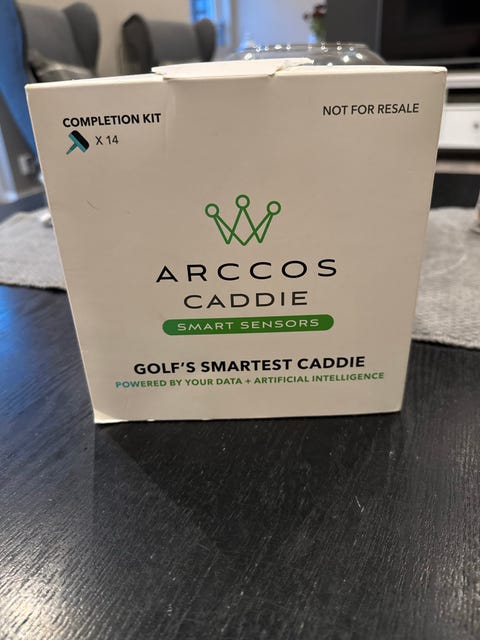 COMPLETION KIT
X 14
NOT FOR RESALE
ARCCOS
CADDIE
SMART SENSORS
GOLF'S SMARTEST CADDIE
POWERED BY YOUR DATA + ARTIFICIAL INTELLIGENCE